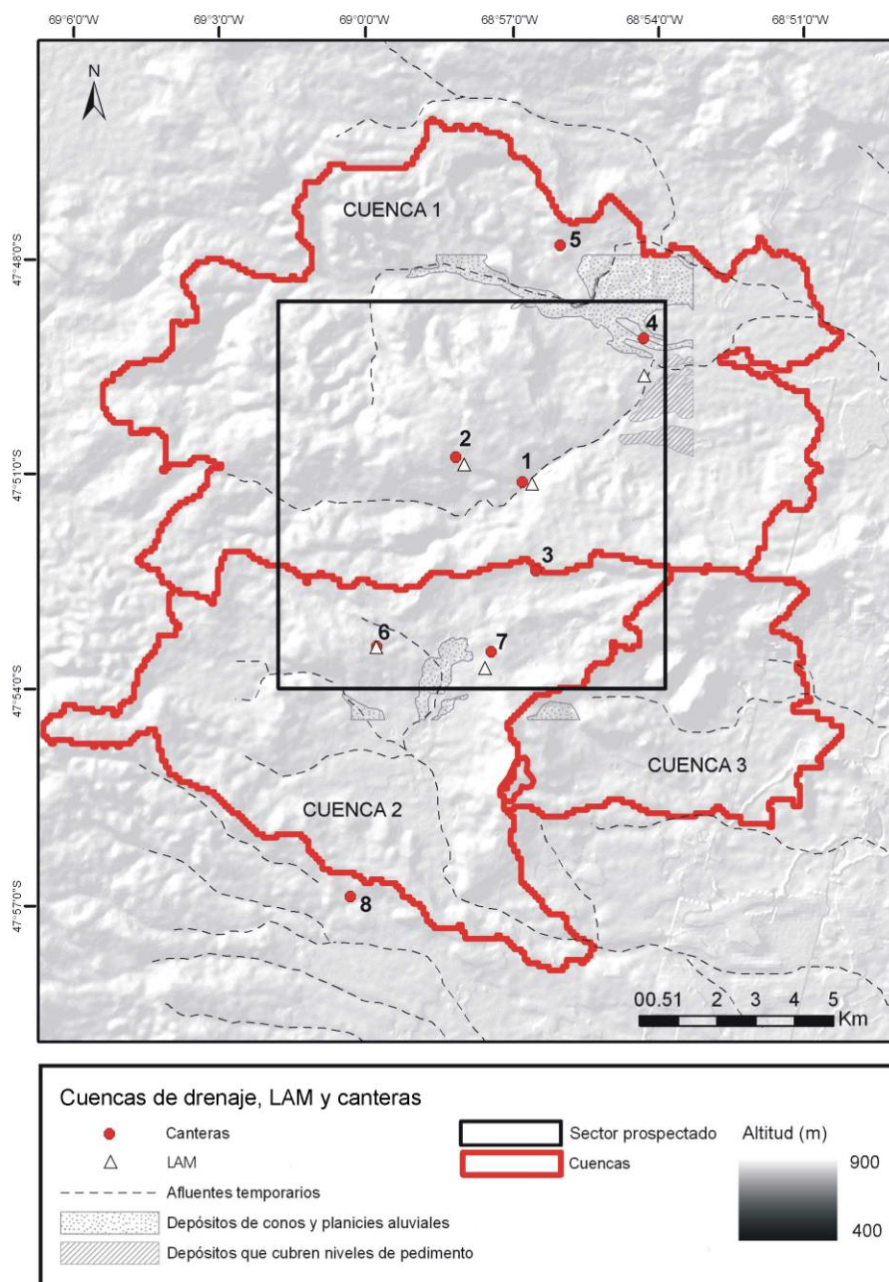 69°6'0"W 69°3'0"W 69°0'0"W 68°57'0"W 68°54'0"W 68°51'0"W
N
CUENCA 1
5
47°48'0"S
4
2
1
47°51'0"S
3
6
7
47°54'0"S
CUENCA 3
CUENCA 2
8
47°57'0"S
00.51 2 3 4 5
Km
Cuencas de drenaje, LAM y canteras
Canteras
LAM
Afluentes temporarios
Depósitos de conos y planicies aluviales
Depósitos que cubren niveles de pedimento
Sector prospectado
Cuencas
Altitud (m)
900
400